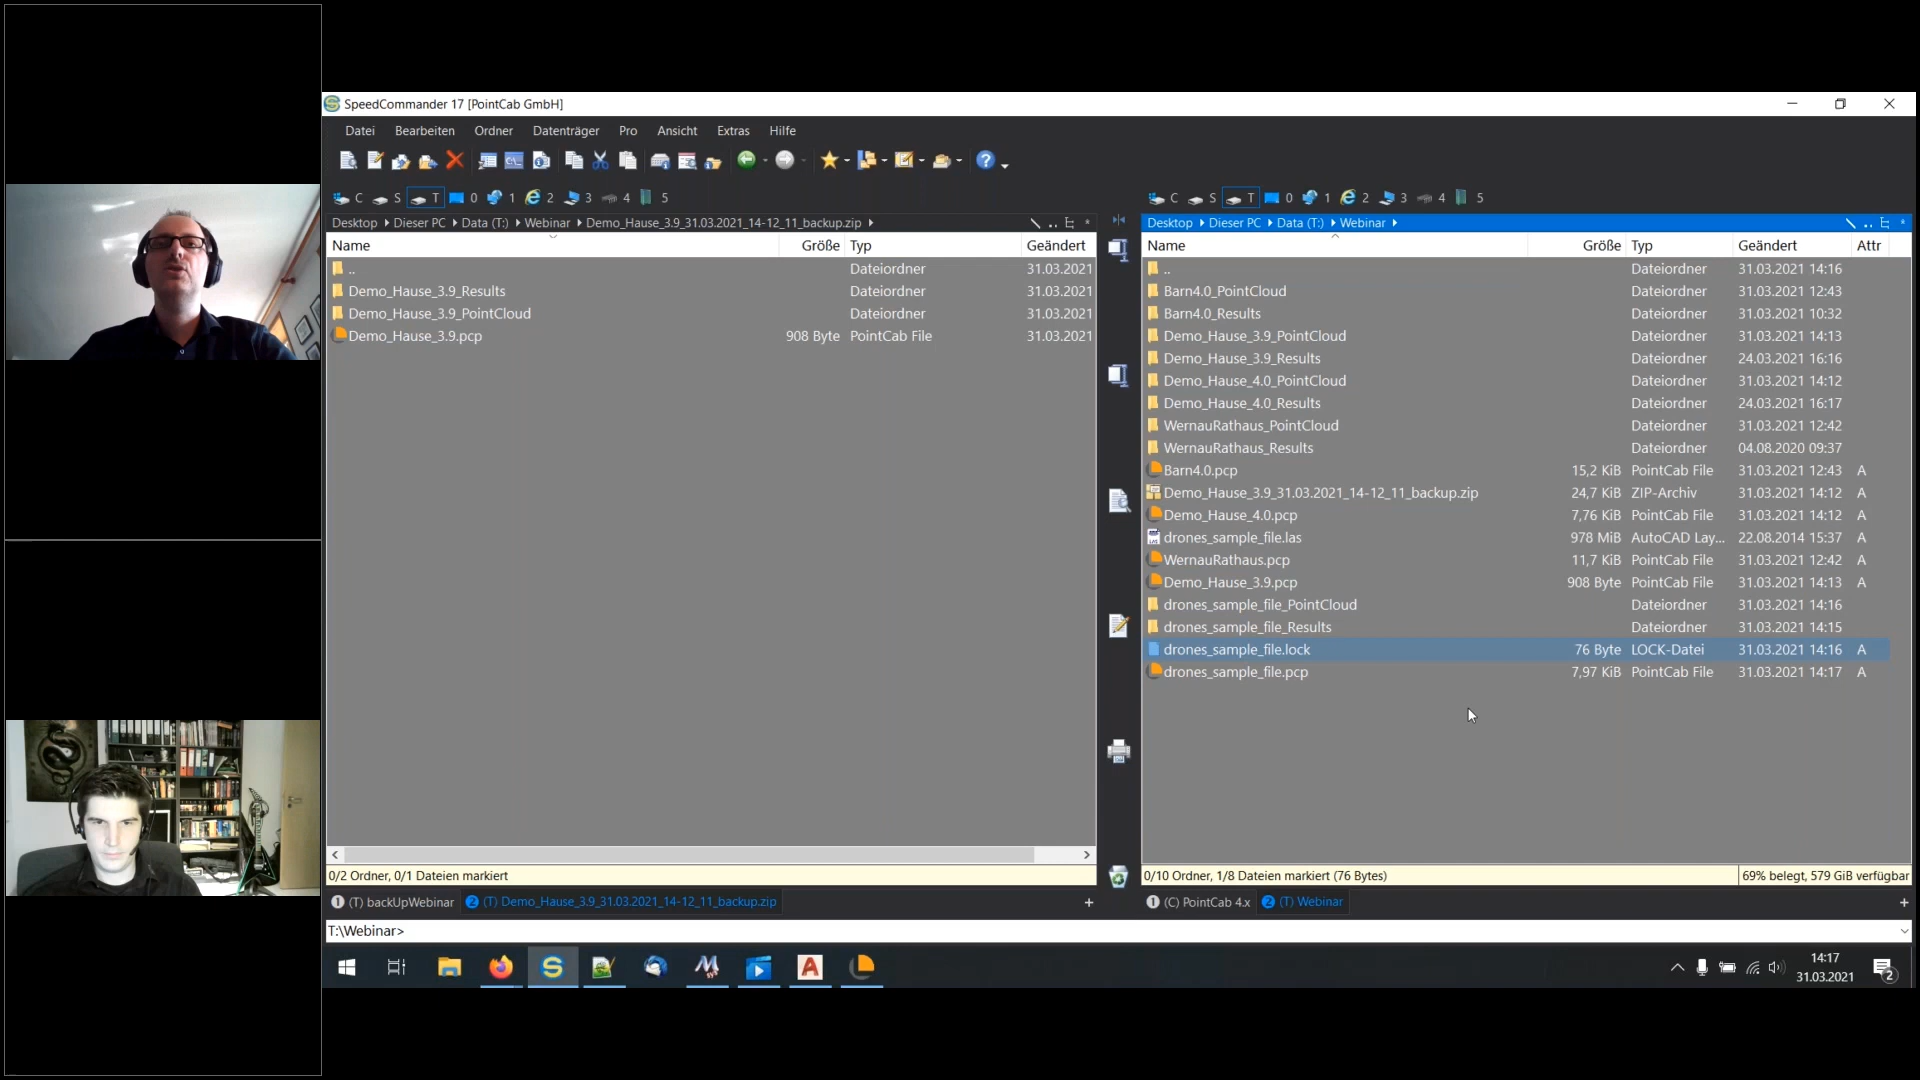 SpeedCommander 17 [PointCab GmbH]
Datei Bearbeiten Ordner Datenträger Pro Ansicht Extras Hilfe
C S T 0 1 2 3 4 5
Desktop Dieser PC Data (T:) Webinar Demo_Hause_3.9_31.03.2021_14-12_11_backup.zip
Name Größe Typ Geändert
.. Dateiordner 31.03.2021
Demo_Hause_3.9_Results Dateiordner 31.03.2021
Demo_Hause_3.9_PointCloud Dateiordner 31.03.2021
Demo_Hause_3.9.pcp 908 Byte PointCab File 31.03.2021
0/2 Ordner, 0/1 Dateien markiert
1 (T) backUpWebinar 2 (T) Demo_Hause_3.9_31.03.2021_14-12_11_backup.zip +
C S T 0 1 2 3 4 5
Desktop Dieser PC Data (T:) Webinar
Name Größe Typ Geändert Attr
.. Dateiordner 31.03.2021 14:16
Barn4.0_PointCloud Dateiordner 31.03.2021 12:43
Barn4.0_Results Dateiordner 31.03.2021 10:32
Demo_Hause_3.9_PointCloud Dateiordner 31.03.2021 14:13
Demo_Hause_3.9_Results Dateiordner 24.03.2021 16:16
Demo_Hause_4.0_PointCloud Dateiordner 31.03.2021 14:12
Demo_Hause_4.0_Results Dateiordner 24.03.2021 16:17
WernauRathaus_PointCloud Dateiordner 31.03.2021 12:42
WernauRathaus_Results Dateiordner 04.08.2020 09:37
Barn4.0.pcp 15,2 KiB PointCab File 31.03.2021 12:43 A
Demo_Hause_3.9_31.03.2021_14-12_11_backup.zip 24,7 KiB ZIP-Archiv 31.03.2021 14:12 A
Demo_Hause_4.0.pcp 7,76 KiB PointCab File 31.03.2021 14:12 A
drones_sample_file.las 978 MiB AutoCAD Lay... 22.08.2014 15:37 A
WernauRathaus.pcp 11,7 KiB PointCab File 31.03.2021 12:42 A
Demo_Hause_3.9.pcp 908 Byte PointCab File 31.03.2021 14:13 A
drones_sample_file_PointCloud Dateiordner 31.03.2021 14:16
drones_sample_file_Results Dateiordner 31.03.2021 14:15
drones_sample_file.lock 76 Byte LOCK-Datei 31.03.2021 14:16 A
drones_sample_file.pcp 7,97 KiB PointCab File 31.03.2021 14:17 A
0/10 Ordner, 1/8 Dateien markiert (76 Bytes) 69% belegt, 579 GiB verfügbar
1 (C) PointCab 4.x 2 (T) Webinar +
T:\Webinar>
14:17
31.03.2021
2